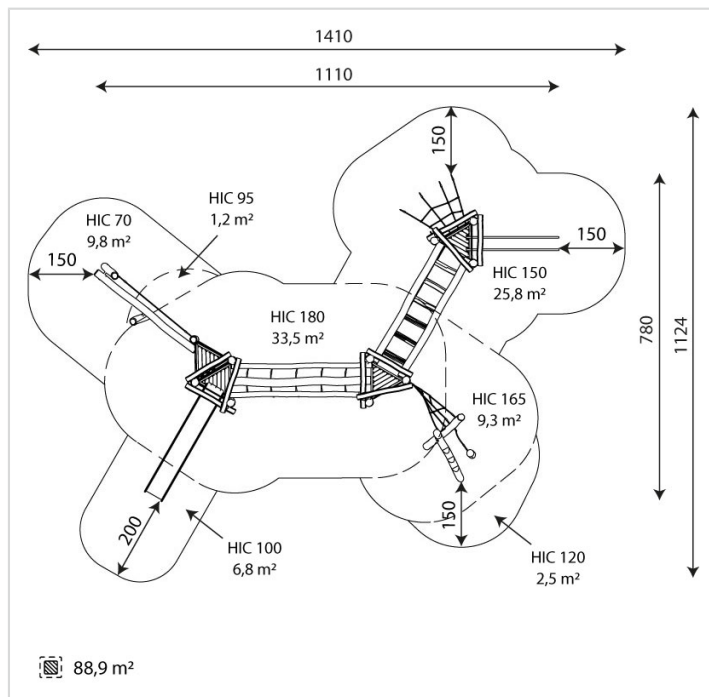 1410
1110
150
HIC 95
1,2 m²
HIC 70
9,8 m²
150
150
HIC 150
25,8 m²
HIC 180
33,5 m²
780
1124
HIC 165
9,3 m²
150
200
HIC 100
6,8 m²
HIC 120
2,5 m²
88,9 m²